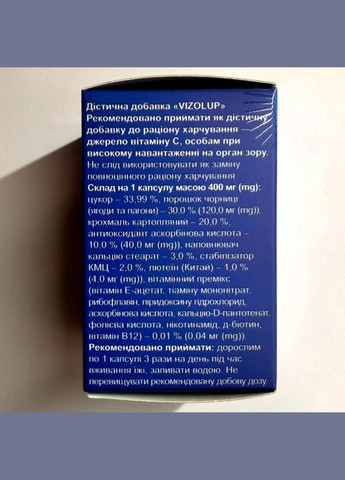 Дієтична добавка «VIZOLUP»
Рекомендовано приймати як дієтичну
добавку до раціону харчування –
джерело вітаміну С, особам при
високому навантаженні на орган зору.
Не слід використовувати як заміну
повноцінного раціону харчування
Склад на 1 капсулу масою 400 мг (mg):
цукор – 33,99 %, порошок чорниці
(ягоди та пагони) – 30,0 % (120,0 мг (mg)),
крохмаль картопляний – 20,0 %,
антиоксидант аскорбінова кислота –
10,0 % (40,0 мг (mg)), наповнювач
кальцію стеарат – 3,0 %, стабілізатор
КМЦ – 2,0 %, лютеїн (Китай) – 1,0 %
(4,0 мг (mg)), вітамінний премікс
(вітамін Е-ацетат, тіаміну монітрат,
рибофлавін, піридоксину гідрохлорид,
аскорбінова кислота, кальцію-D-пантотенат,
фолієва кислота, нікотинамід, д-біотин,
вітамін В12) – 0,01 % (0,04 мг (mg)).
Рекомендовано приймати: дорослим
по 1 капсулі 3 рази на день під час
вживання їжі, запивати водою. Не
перевищувати рекомендовану добову дозу.